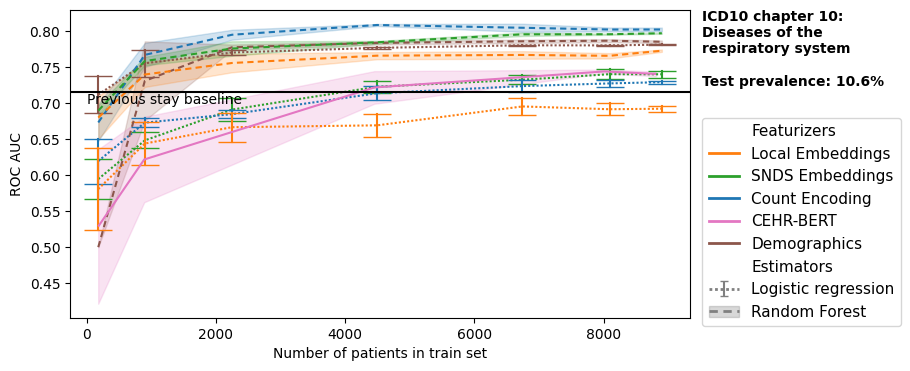 ICD10 chapter 10:
Diseases of the
respiratory system
Test prevalence: 10.6%
ROC AUC
0.80
0.75
0.70
0.65
0.60
0.55
0.50
0.45
Previous stay baseline
0
2000
4000
6000
8000
Number of patients in train set
Featurizers
Local Embeddings
SNDS Embeddings
Count Encoding
CEHR-BERT
Demographics
Estimators
Logistic regression
Random Forest